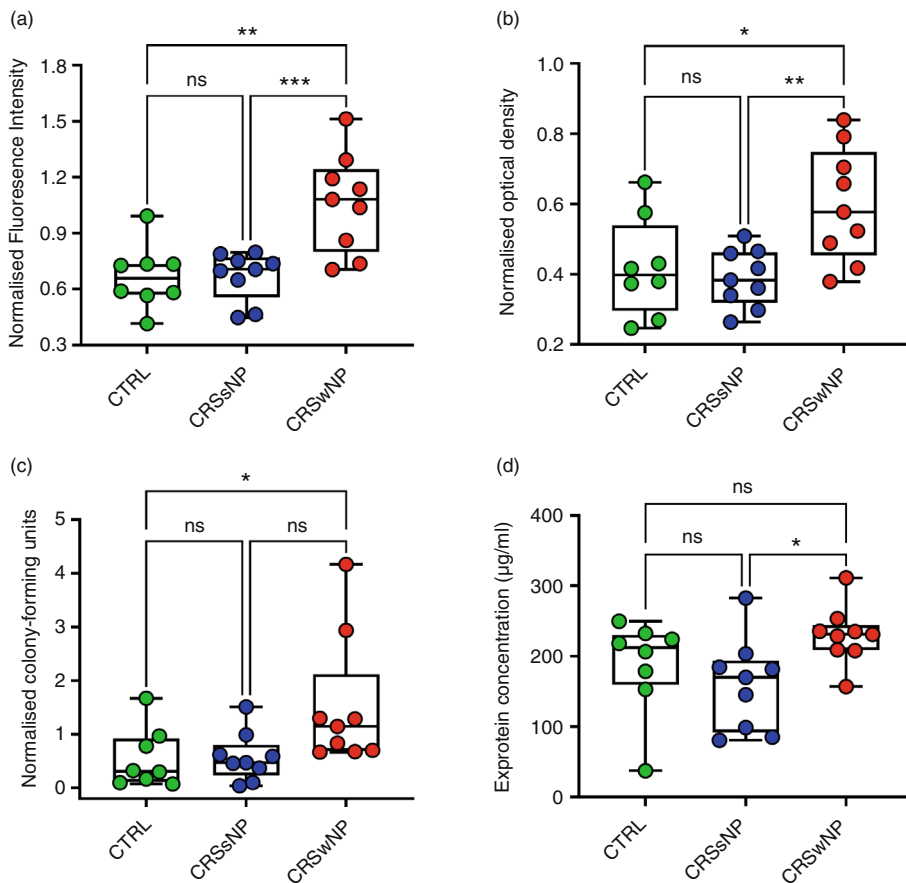 (a)
**
ns
***
Normalised Fluoresence Intensity
1.8
1.5
1.2
0.9
0.6
0.3
CTRL
CRSsNP
CRSwNP
(b)
*
ns
**
Normalised optical density
1.0
0.8
0.6
0.4
0.2
CTRL
CRSsNP
CRSwNP
(c)
*
ns
ns
Normalised colony-forming units
5
4
3
2
1
0
CTRL
CRSsNP
CRSwNP
(d)
ns
ns
*
Exprotein concentration (µg/ml)
400
300
200
100
0
CTRL
CRSsNP
CRSwNP